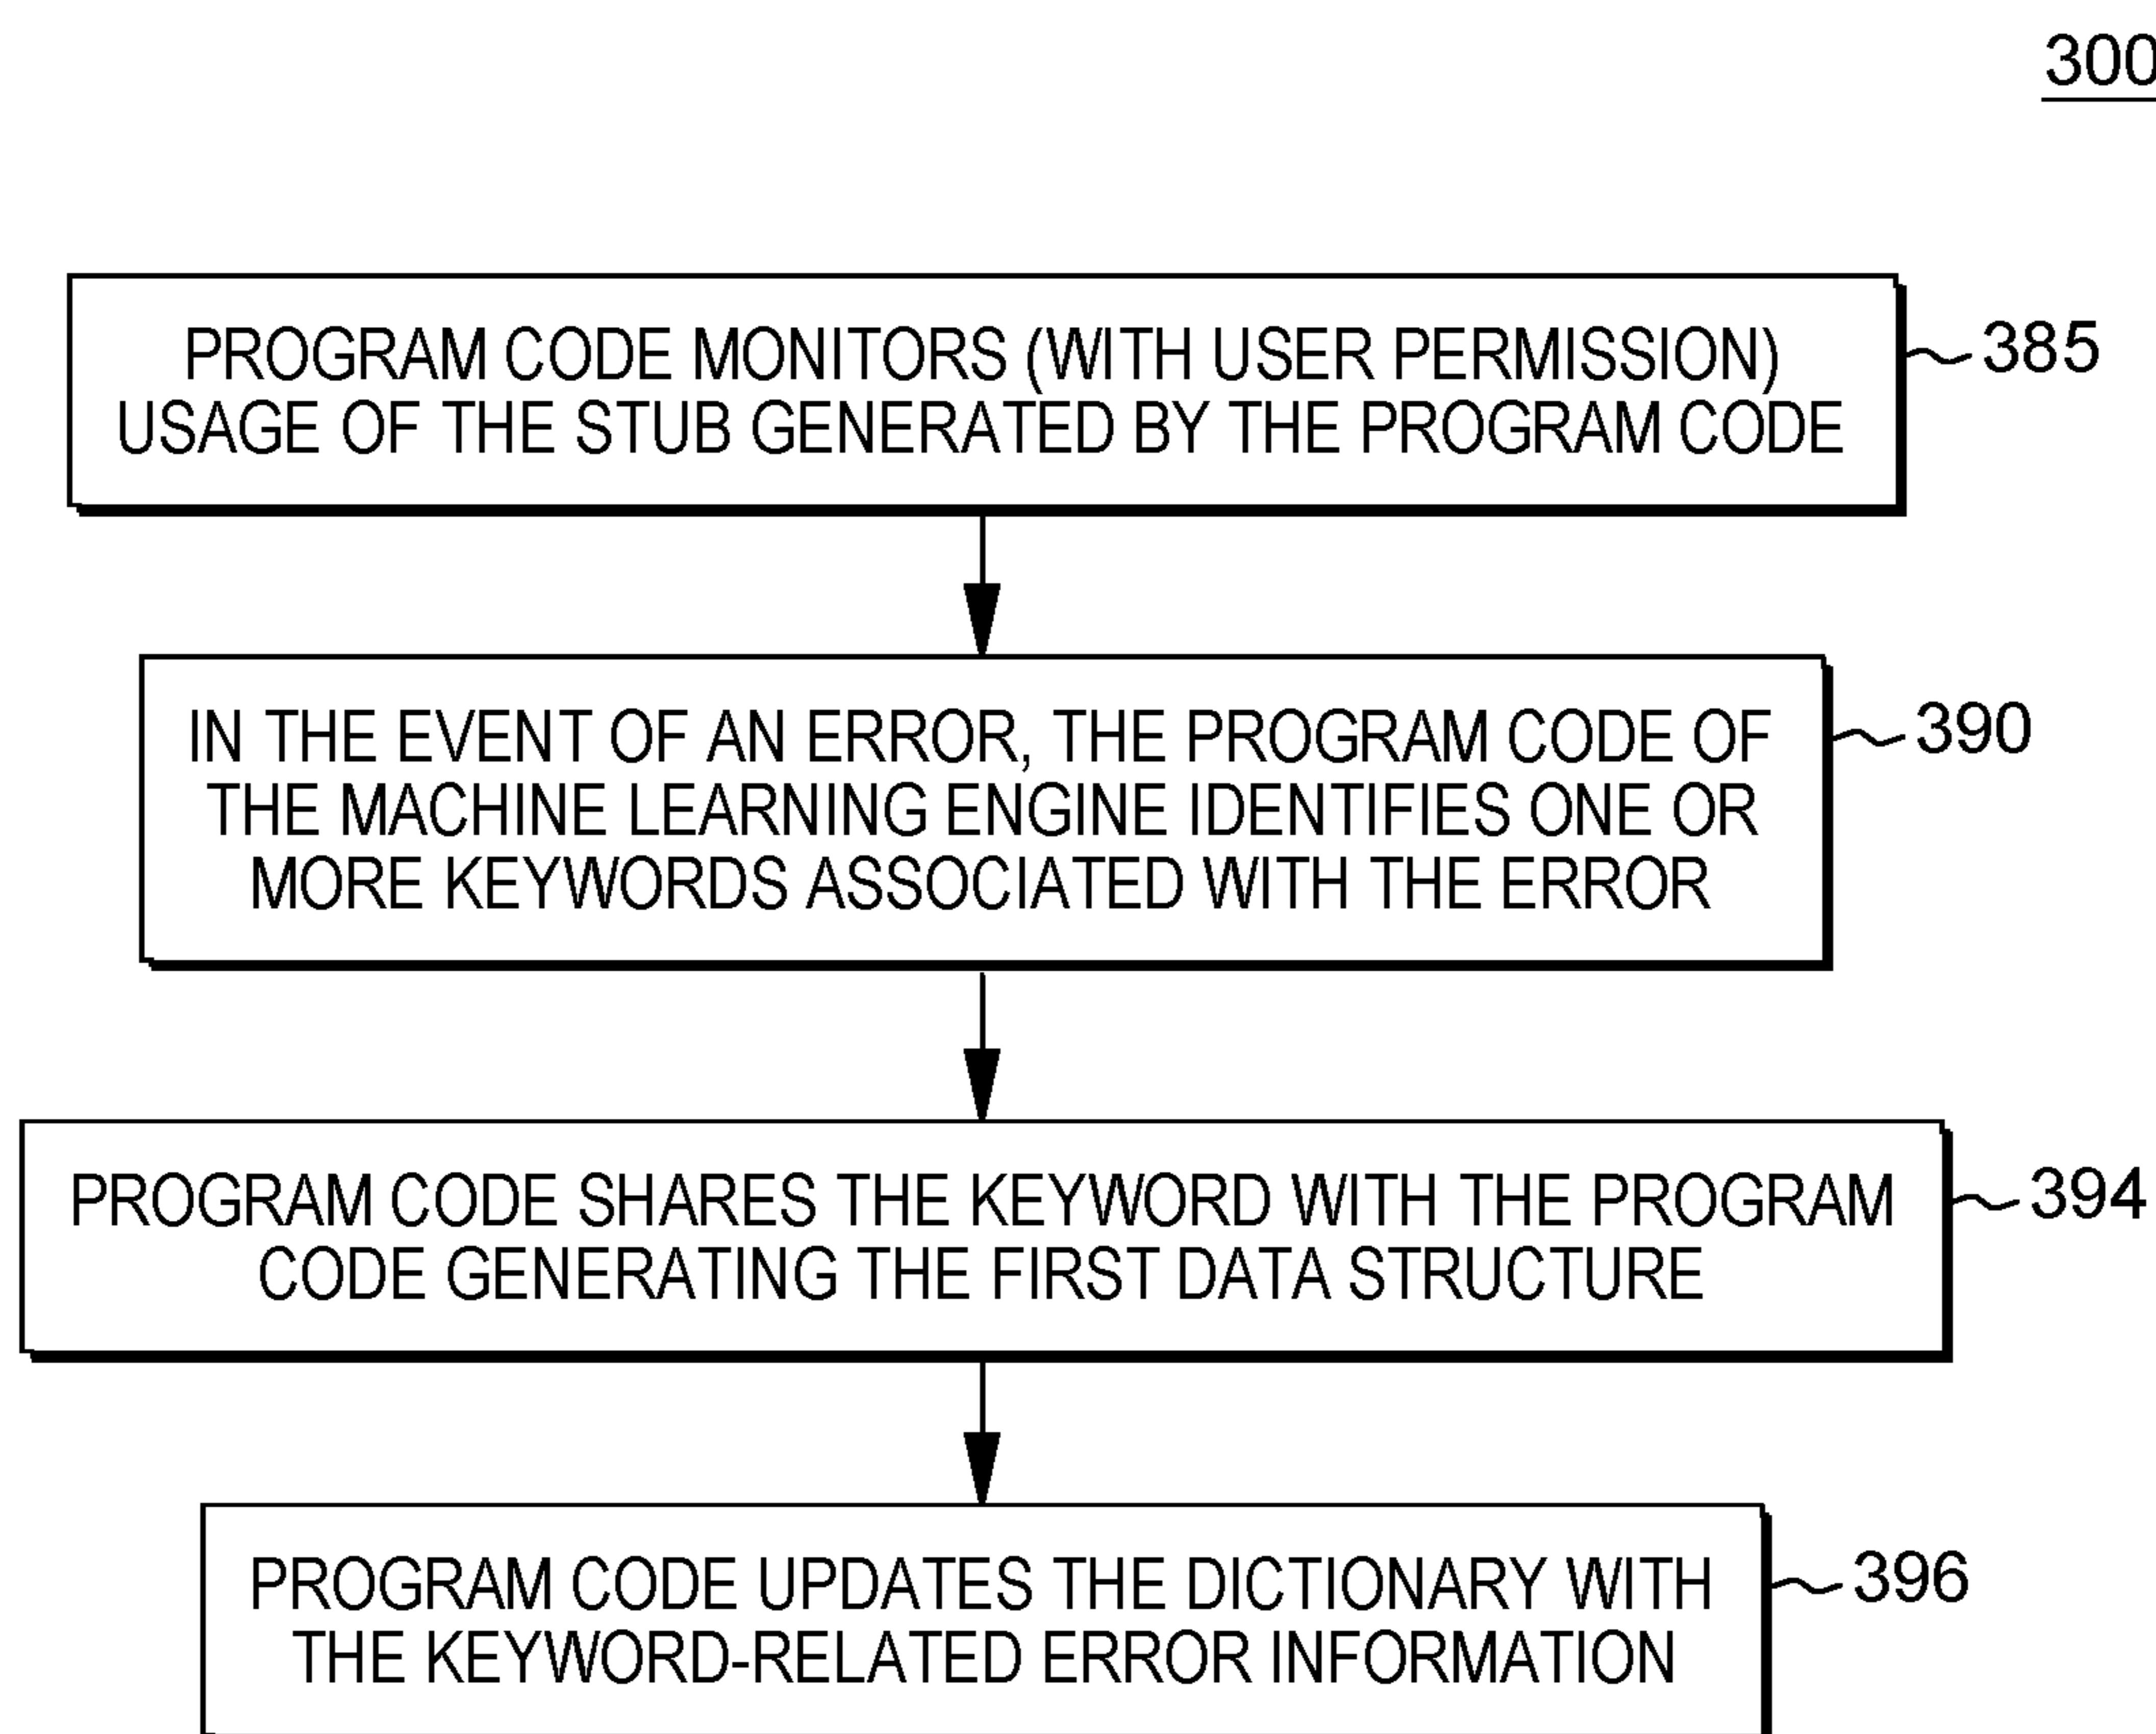 300
PROGRAM CODE MONITORS (WITH USER PERMISSION)
USAGE OF THE STUB GENERATED BY THE PROGRAM CODE
385
IN THE EVENT OF AN ERROR, THE PROGRAM CODE OF
THE MACHINE LEARNING ENGINE IDENTIFIES ONE OR
MORE KEYWORDS ASSOCIATED WITH THE ERROR
390
PROGRAM CODE SHARES THE KEYWORD WITH THE PROGRAM
CODE GENERATING THE FIRST DATA STRUCTURE
394
PROGRAM CODE UPDATES THE DICTIONARY WITH
THE KEYWORD-RELATED ERROR INFORMATION
396